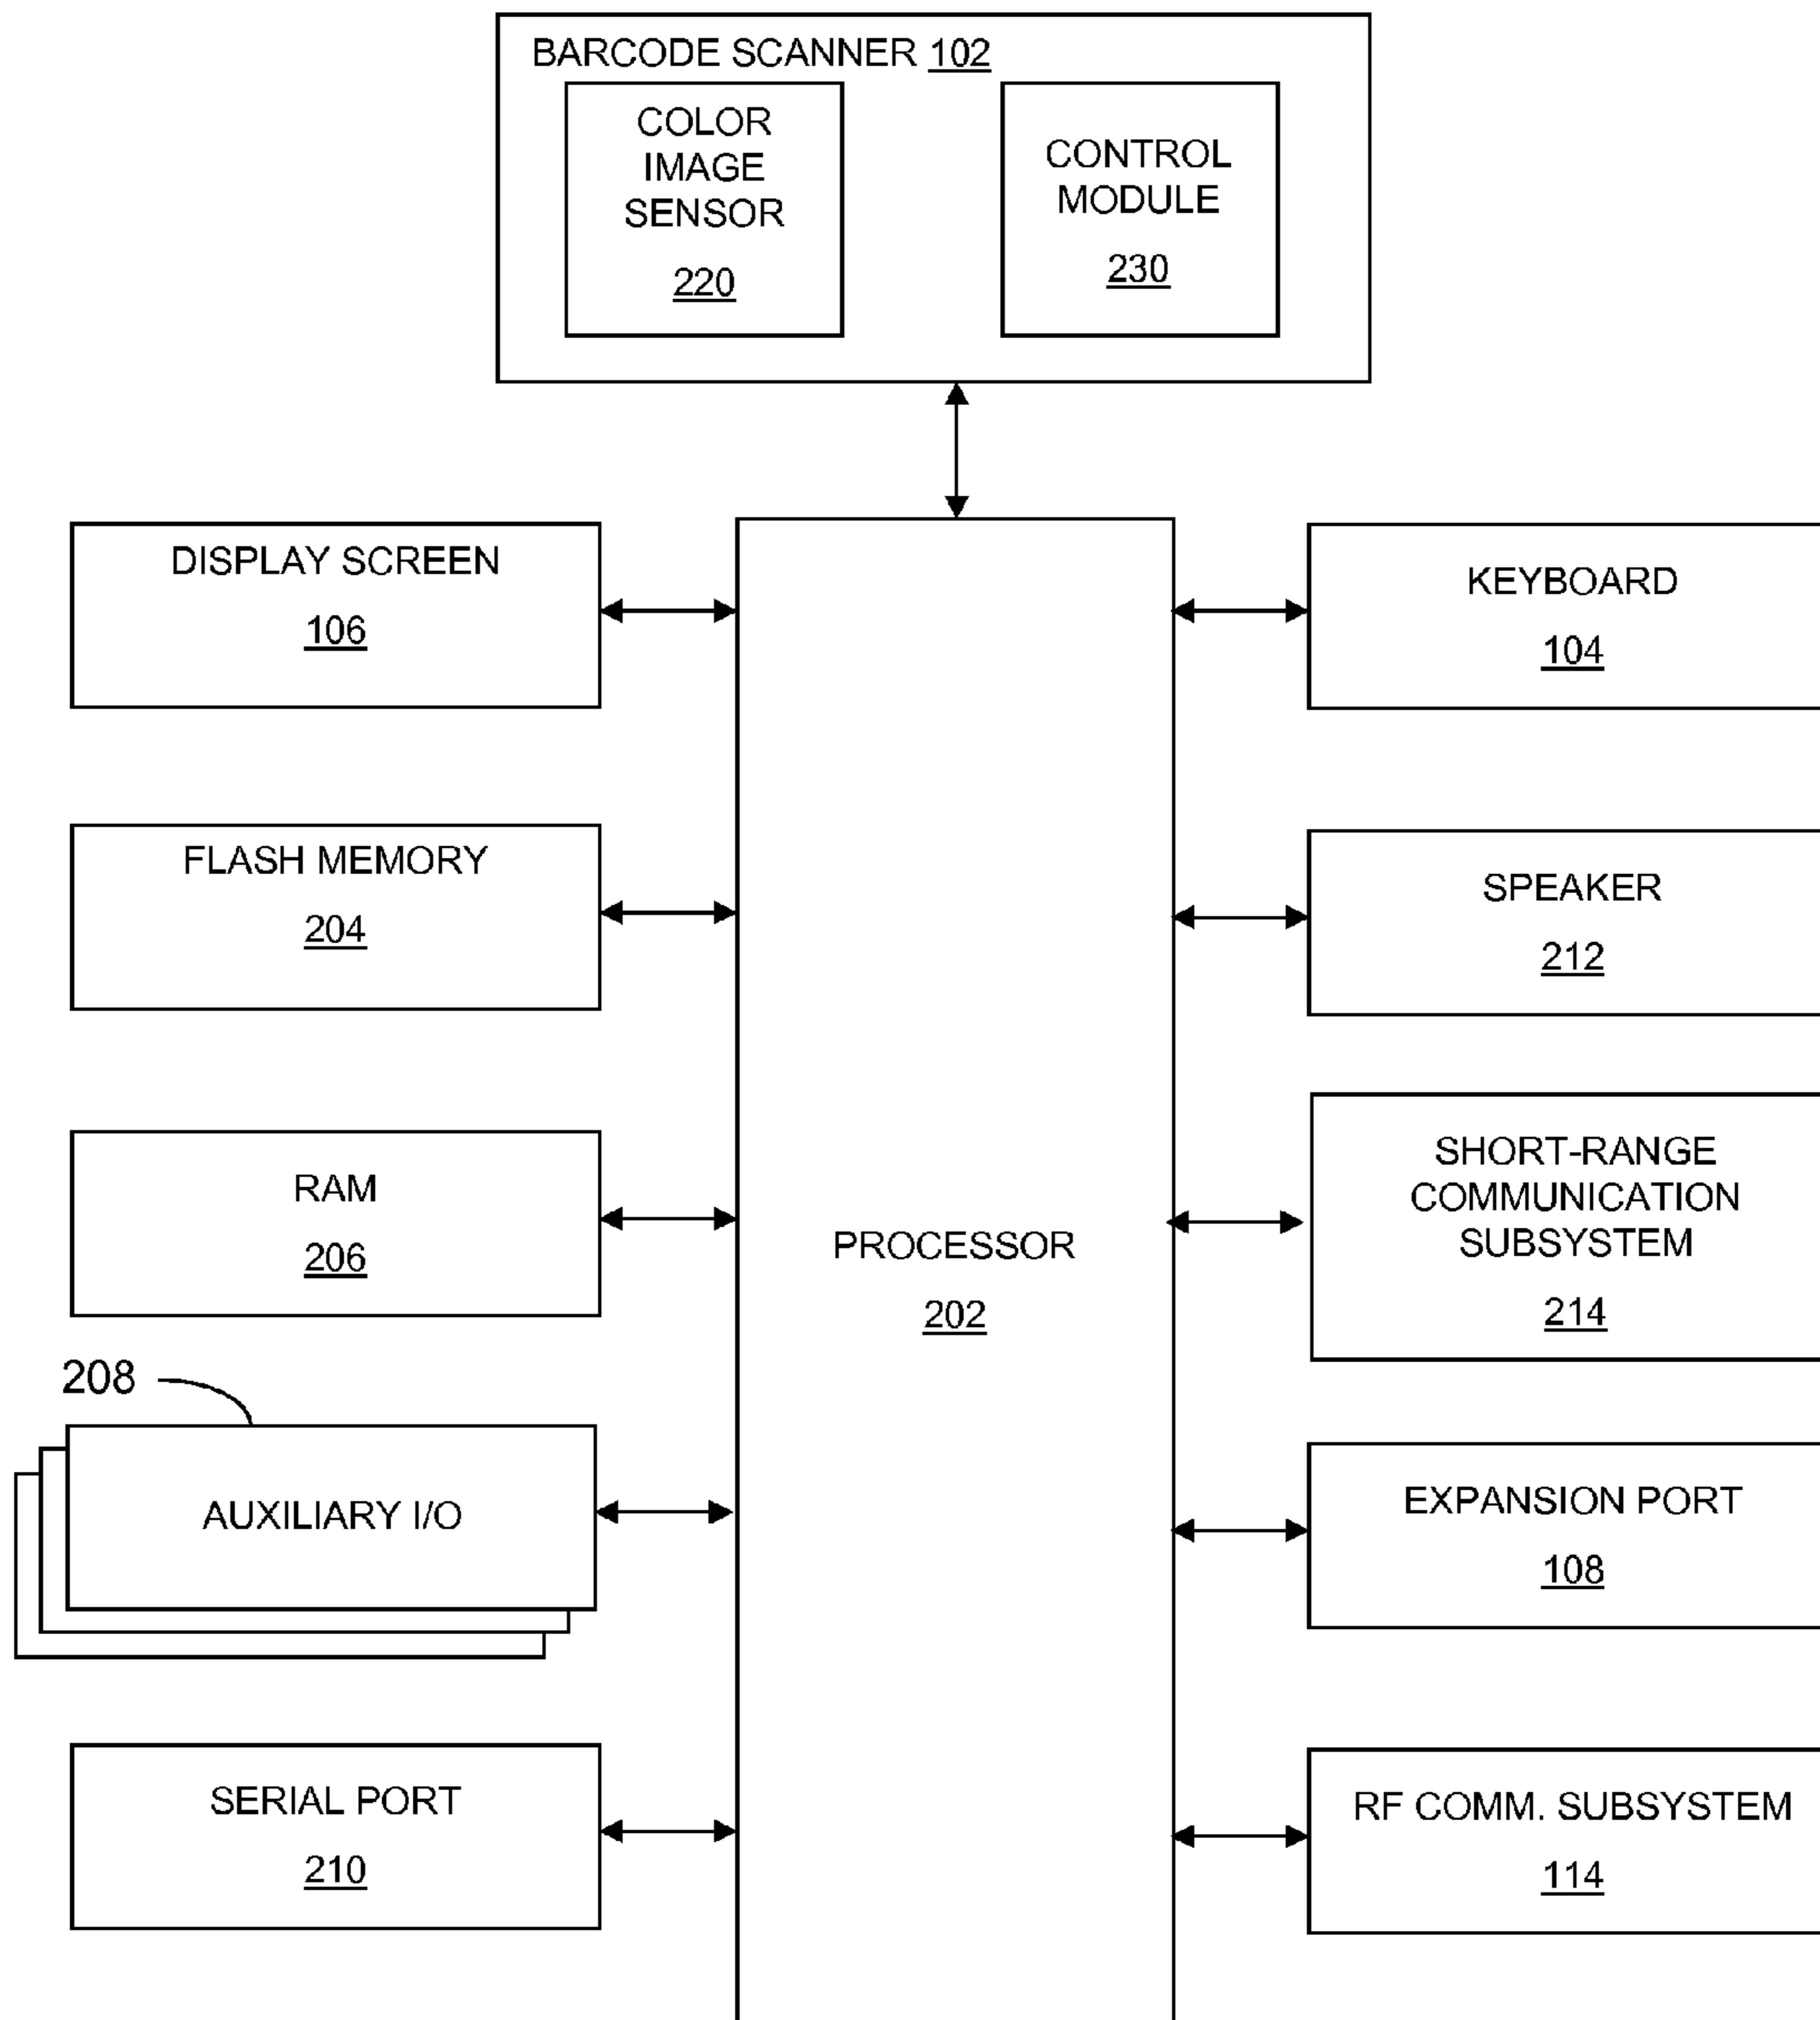 BARCODE SCANNER 102
COLOR
IMAGE
SENSOR
220
CONTROL
MODULE
230
DISPLAY SCREEN
106
KEYBOARD
104
FLASH MEMORY
204
SPEAKER
212
RAM
206
PROCESSOR
202
SHORT-RANGE
COMMUNICATION
SUBSYSTEM
214
208
AUXILIARY I/O
EXPANSION PORT
108
SERIAL PORT
210
RF COMM. SUBSYSTEM
114